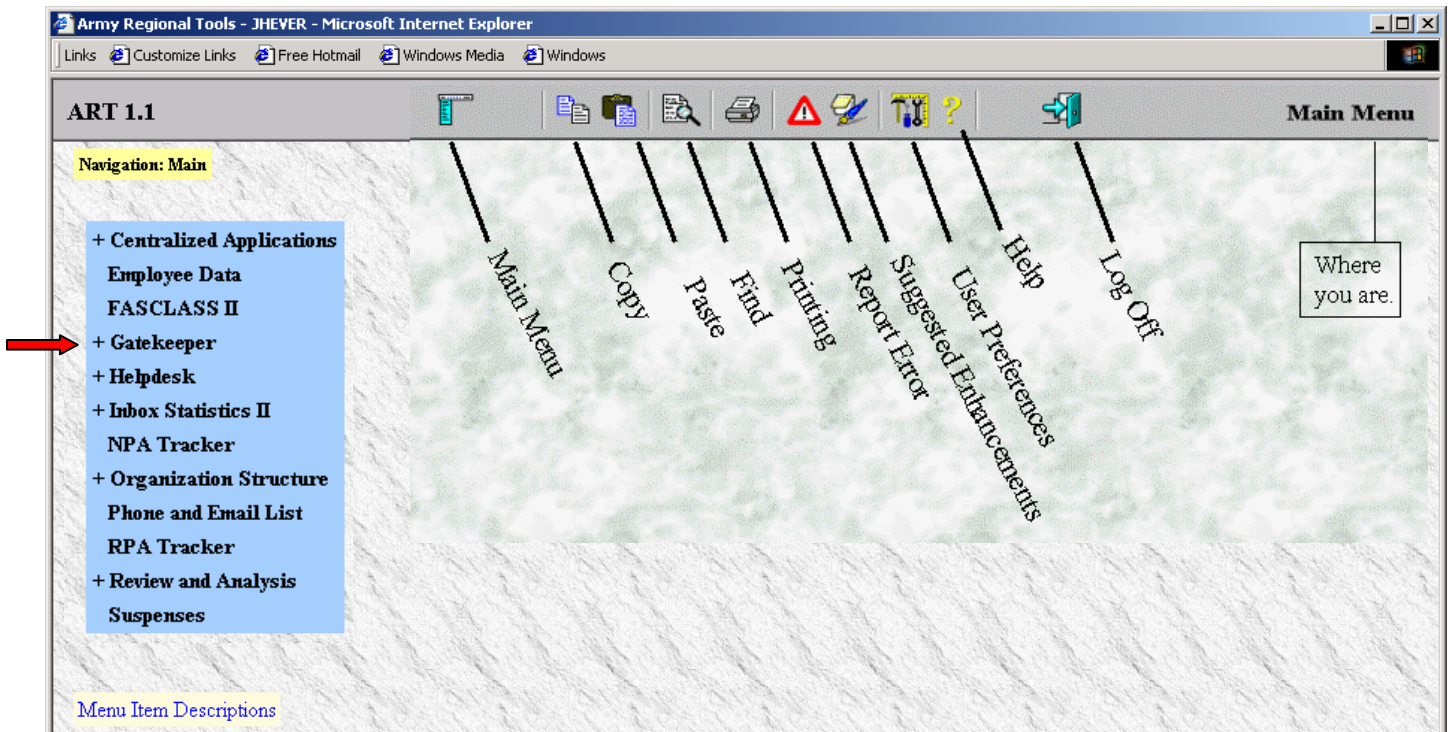 Army Regional Tools - JHEVER - Microsoft Internet Explorer
Links Customize Links Free Hotmail Windows Media Windows
ART 1.1
?
Main Menu
Navigation: Main
+ Centralized Applications
Employee Data
FASCLASS II
+ Gatekeeper
+ Helpdesk
+ Inbox Statistics II
NPA Tracker
+ Organization Structure
Phone and Email List
RPA Tracker
+ Review and Analysis
Suspenses
Menu Item Descriptions
Main Menu
Copy
Paste
Find
Printing
Report Error
Suggested Enhancements
User Preferences
Help
Log Off
Where
you are.